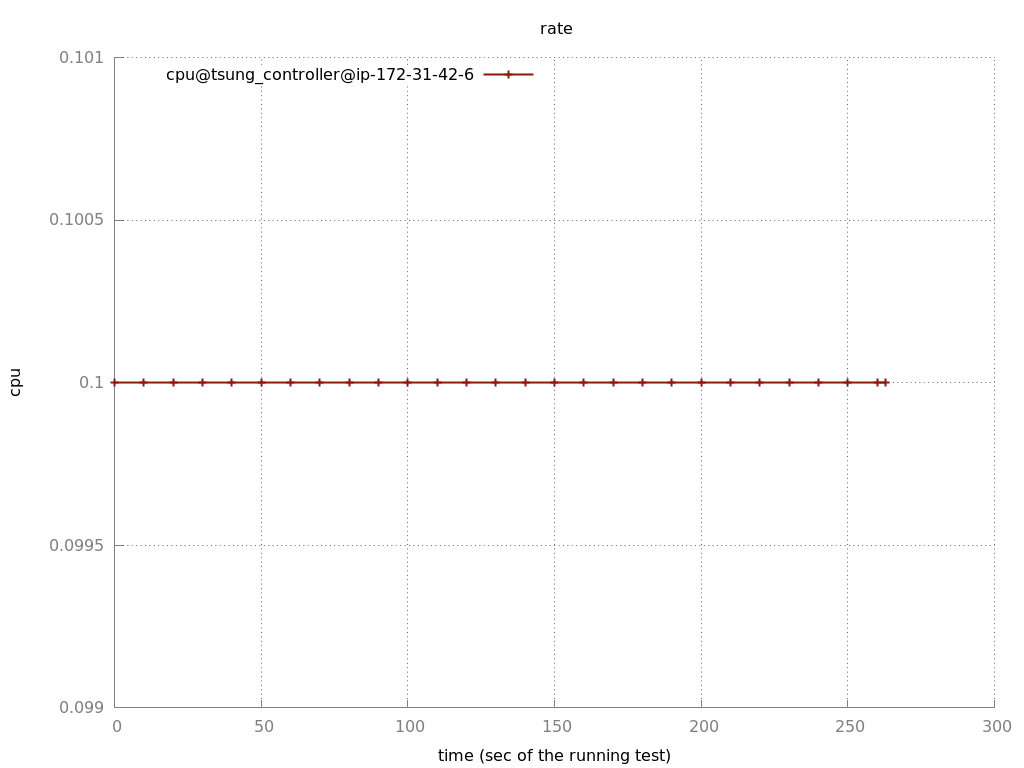 rate
0.101
cpu@tsung_controller@ip-172-31-42-6
0.1005
0.1
cpu
0.0995
0.099
0 50 100 150 200 250 300
time (sec of the running test)